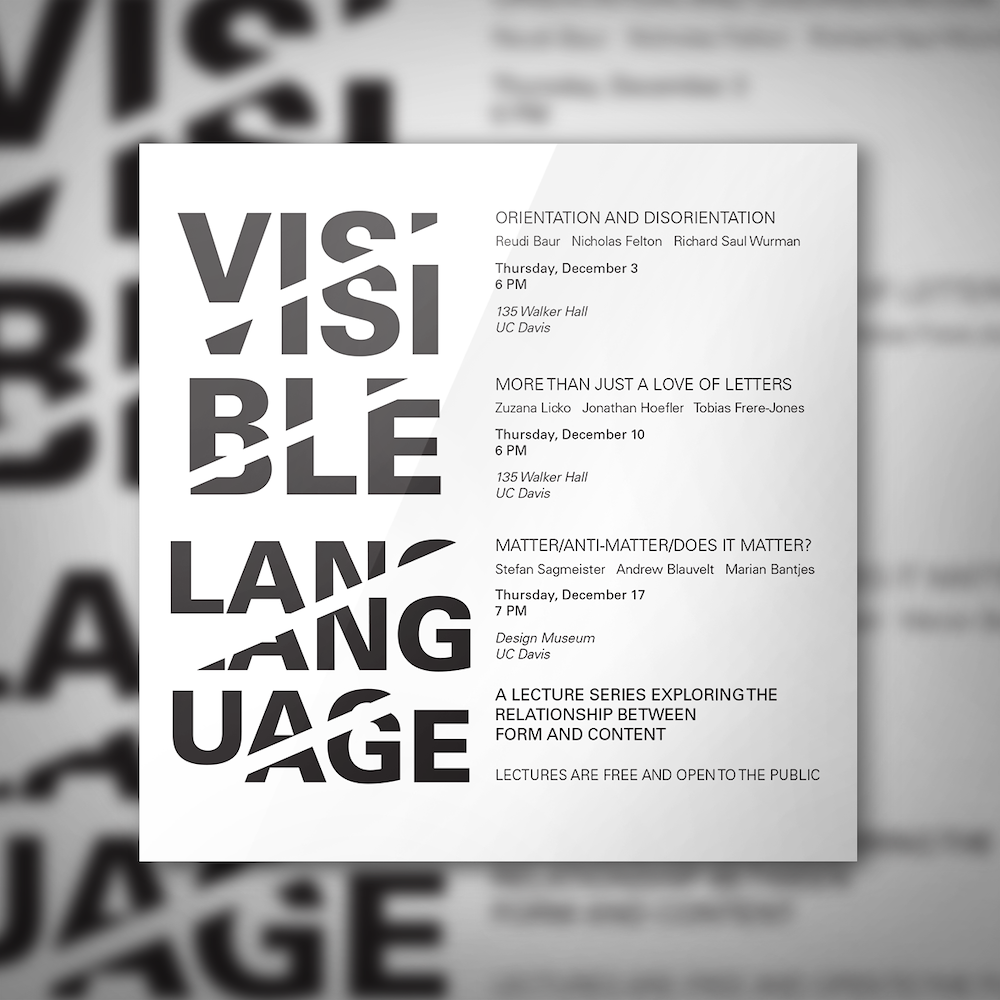 VISI
BLE
LANG
UAGE
ORIENTATION AND DISORIENTATION
Reudi Baur Nicholas Felton Richard Saul Wurman
Thursday, December 3
6 PM
135 Walker Hall
UC Davis
MORE THAN JUST A LOVE OF LETTERS
Zuzana Licko Jonathan Hoefler Tobias Frere-Jones
Thursday, December 10
6 PM
135 Walker Hall
UC Davis
MATTER/ANTI-MATTER/DOES IT MATTER?
Stefan Sagmeister Andrew Blauvelt Marian Bantjes
Thursday, December 17
7 PM
Design Museum
UC Davis
A LECTURE SERIES EXPLORING THE
RELATIONSHIP BETWEEN
FORM AND CONTENT
LECTURES ARE FREE AND OPEN TO THE PUBLIC